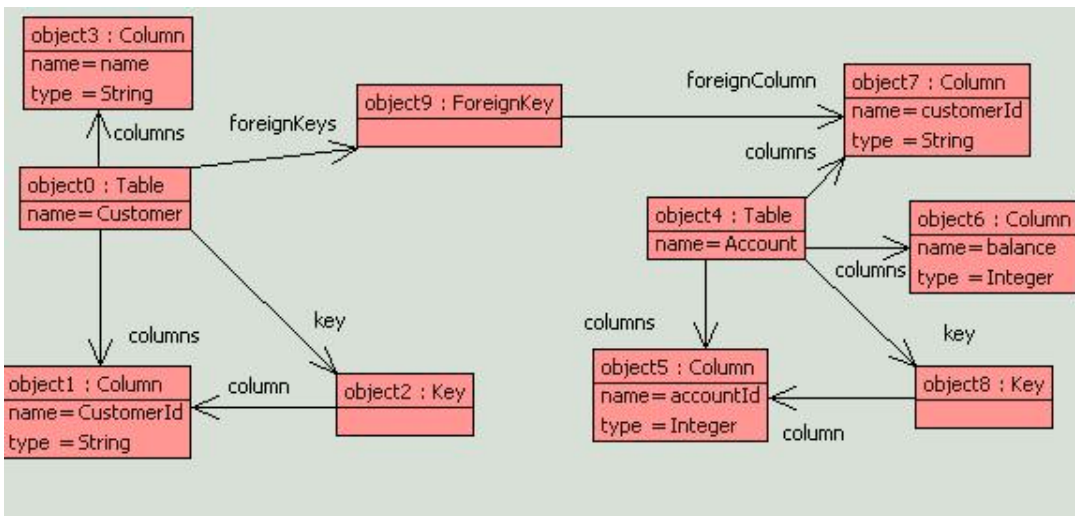 object3 : Column
name=name
type = String
columns
foreignKeys
object9 : ForeignKey
foreignColumn
object7 : Column
name=customerId
type = String
columns
object0 : Table
name=Customer
object4 : Table
name=Account
object6 : Column
name=balance
type = Integer
columns
columns
key
columns
key
object1 : Column
name=CustomerId
type = String
column
object2 : Key
object5 : Column
name=accountId
type = Integer
column
object8 : Key